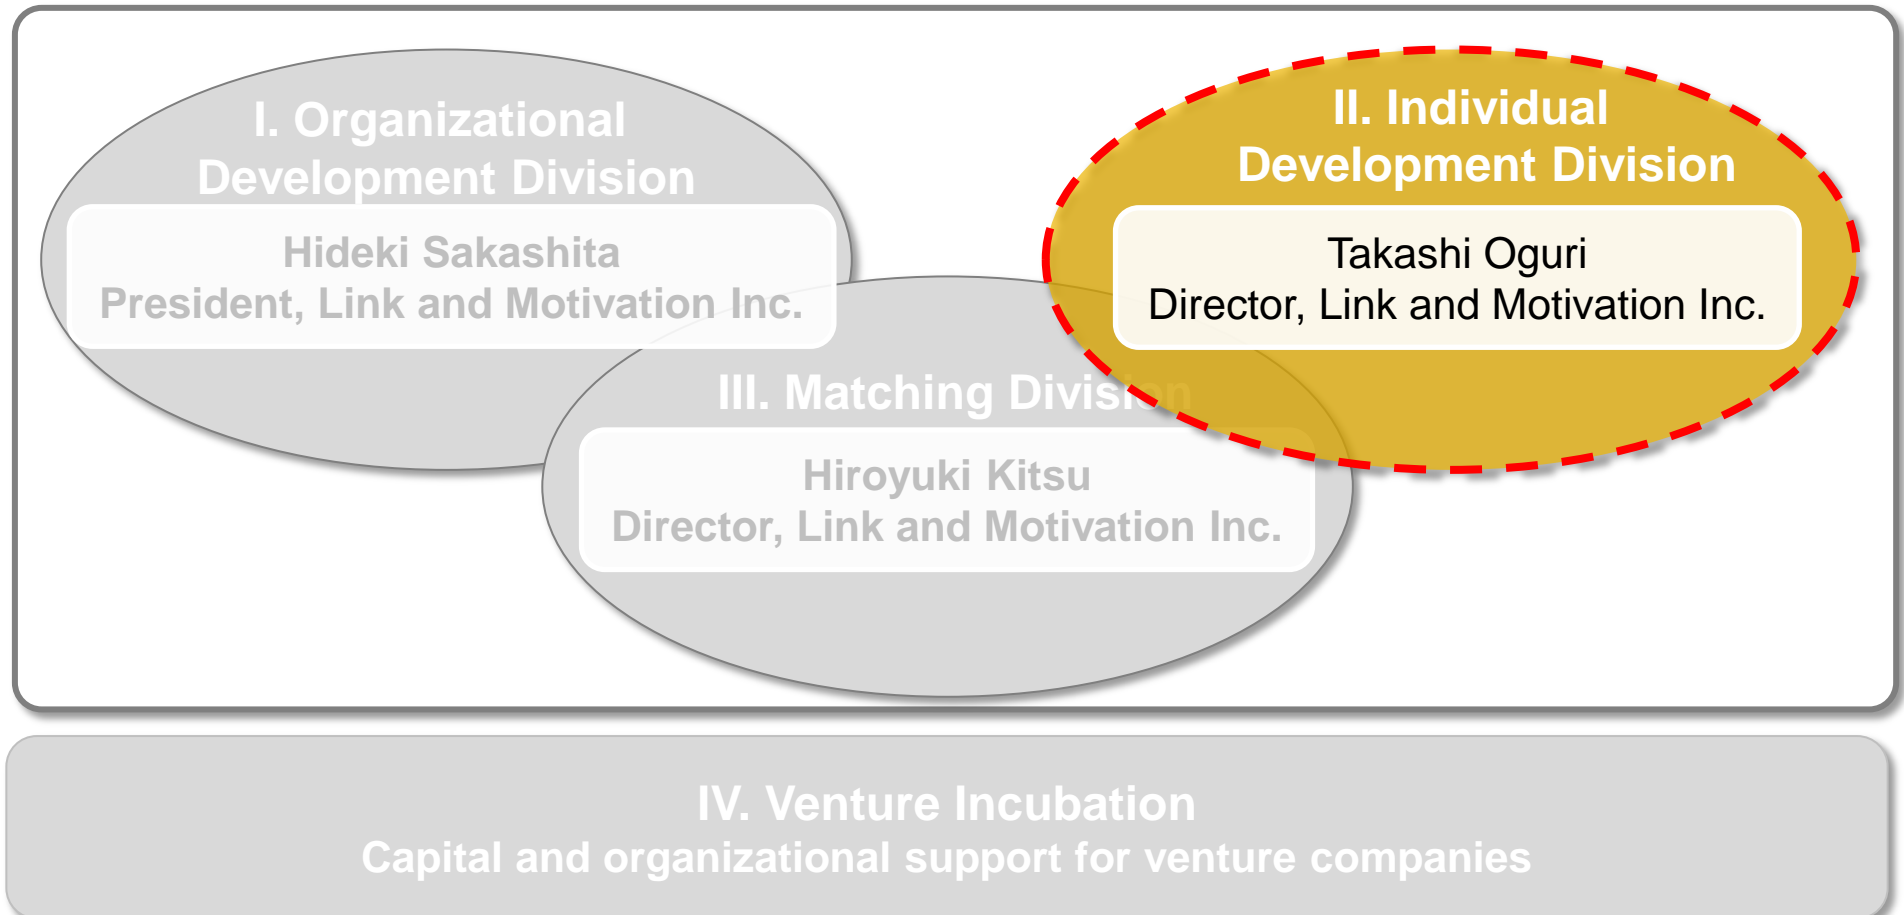 I. Organizational
Development Division
Hideki Sakashita
President, Link and Motivation Inc.
II. Individual
Development Division
Takashi Oguri
Director, Link and Motivation Inc.
III. Matching Division
Hiroyuki Kitsu
Director, Link and Motivation Inc.
IV. Venture Incubation
Capital and organizational support for venture companies